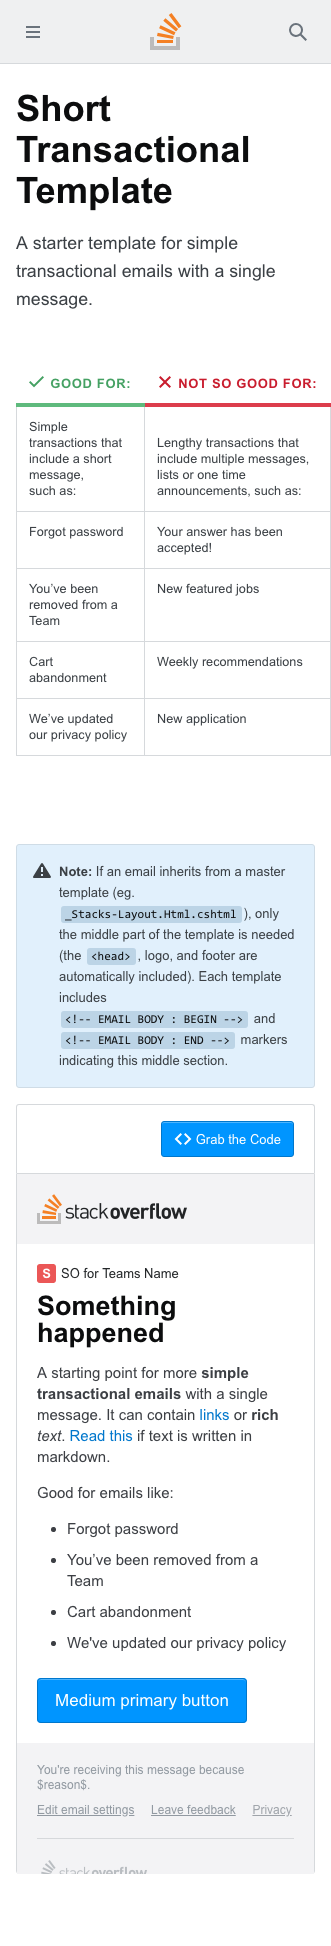 Short
Transactional
Template
A starter template for simple
transactional emails with a single
message.
GOOD FOR:
NOT SO GOOD FOR:
Simple
transactions that
include a short
message,
such as:
Lengthy transactions that
include multiple messages,
lists or one time
announcements, such as:
Forgot password
Your answer has been
accepted!
You’ve been
removed from a
Team
New featured jobs
Cart
abandonment
Weekly recommendations
We’ve updated
our privacy policy
New application
Note: If an email inherits from a master
template (eg.
_Stacks-Layout.Html.cshtml ), only
the middle part of the template is needed
(the <head> , logo, and footer are
automatically included). Each template
includes
<!-- EMAIL BODY : BEGIN --> and
<!-- EMAIL BODY : END --> markers
indicating this middle section.
Grab the Code
stackoverflow
S SO for Teams Name
Something
happened
A starting point for more simple
transactional emails with a single
message. It can contain links or rich
text. Read this if text is written in
markdown.
Good for emails like:
• Forgot password
• You’ve been removed from a
Team
• Cart abandonment
• We've updated our privacy policy
Medium primary button
You're receiving this message because
$reason$.
Edit email settings Leave feedback Privacy
stackoverflow